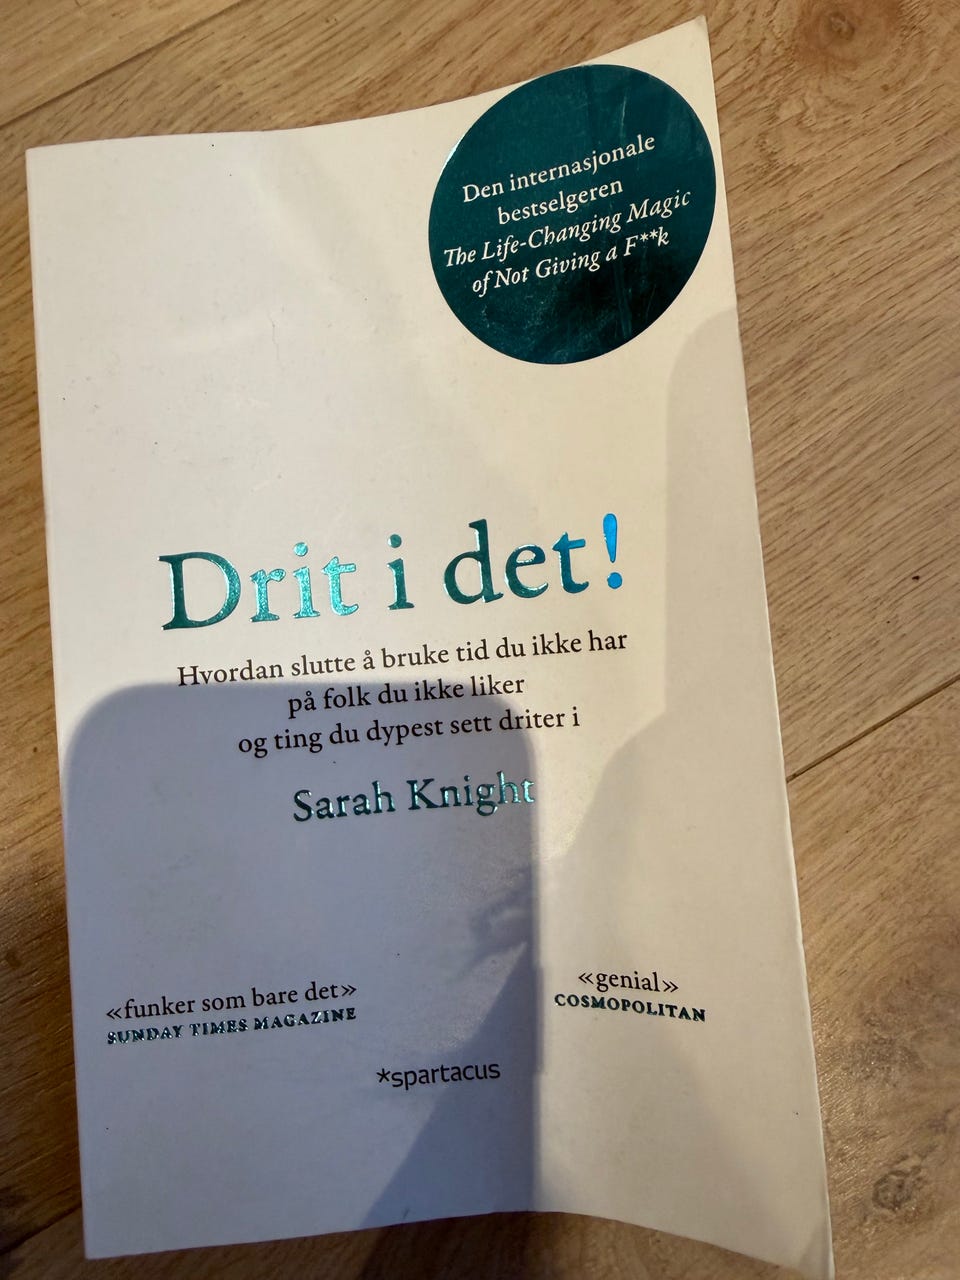 Den internasjonale
bestselgeren
The Life-Changing Magic
of Not Giving a F**k
Drit i det!
Hvordan slutte å bruke tid du ikke har
på folk du ikke liker
og ting du dypest sett driter i
Sarah Knight
«funker som bare det»
SUNDAY TIMES MAGAZINE
«genial»
COSMOPOLITAN
*spartacus